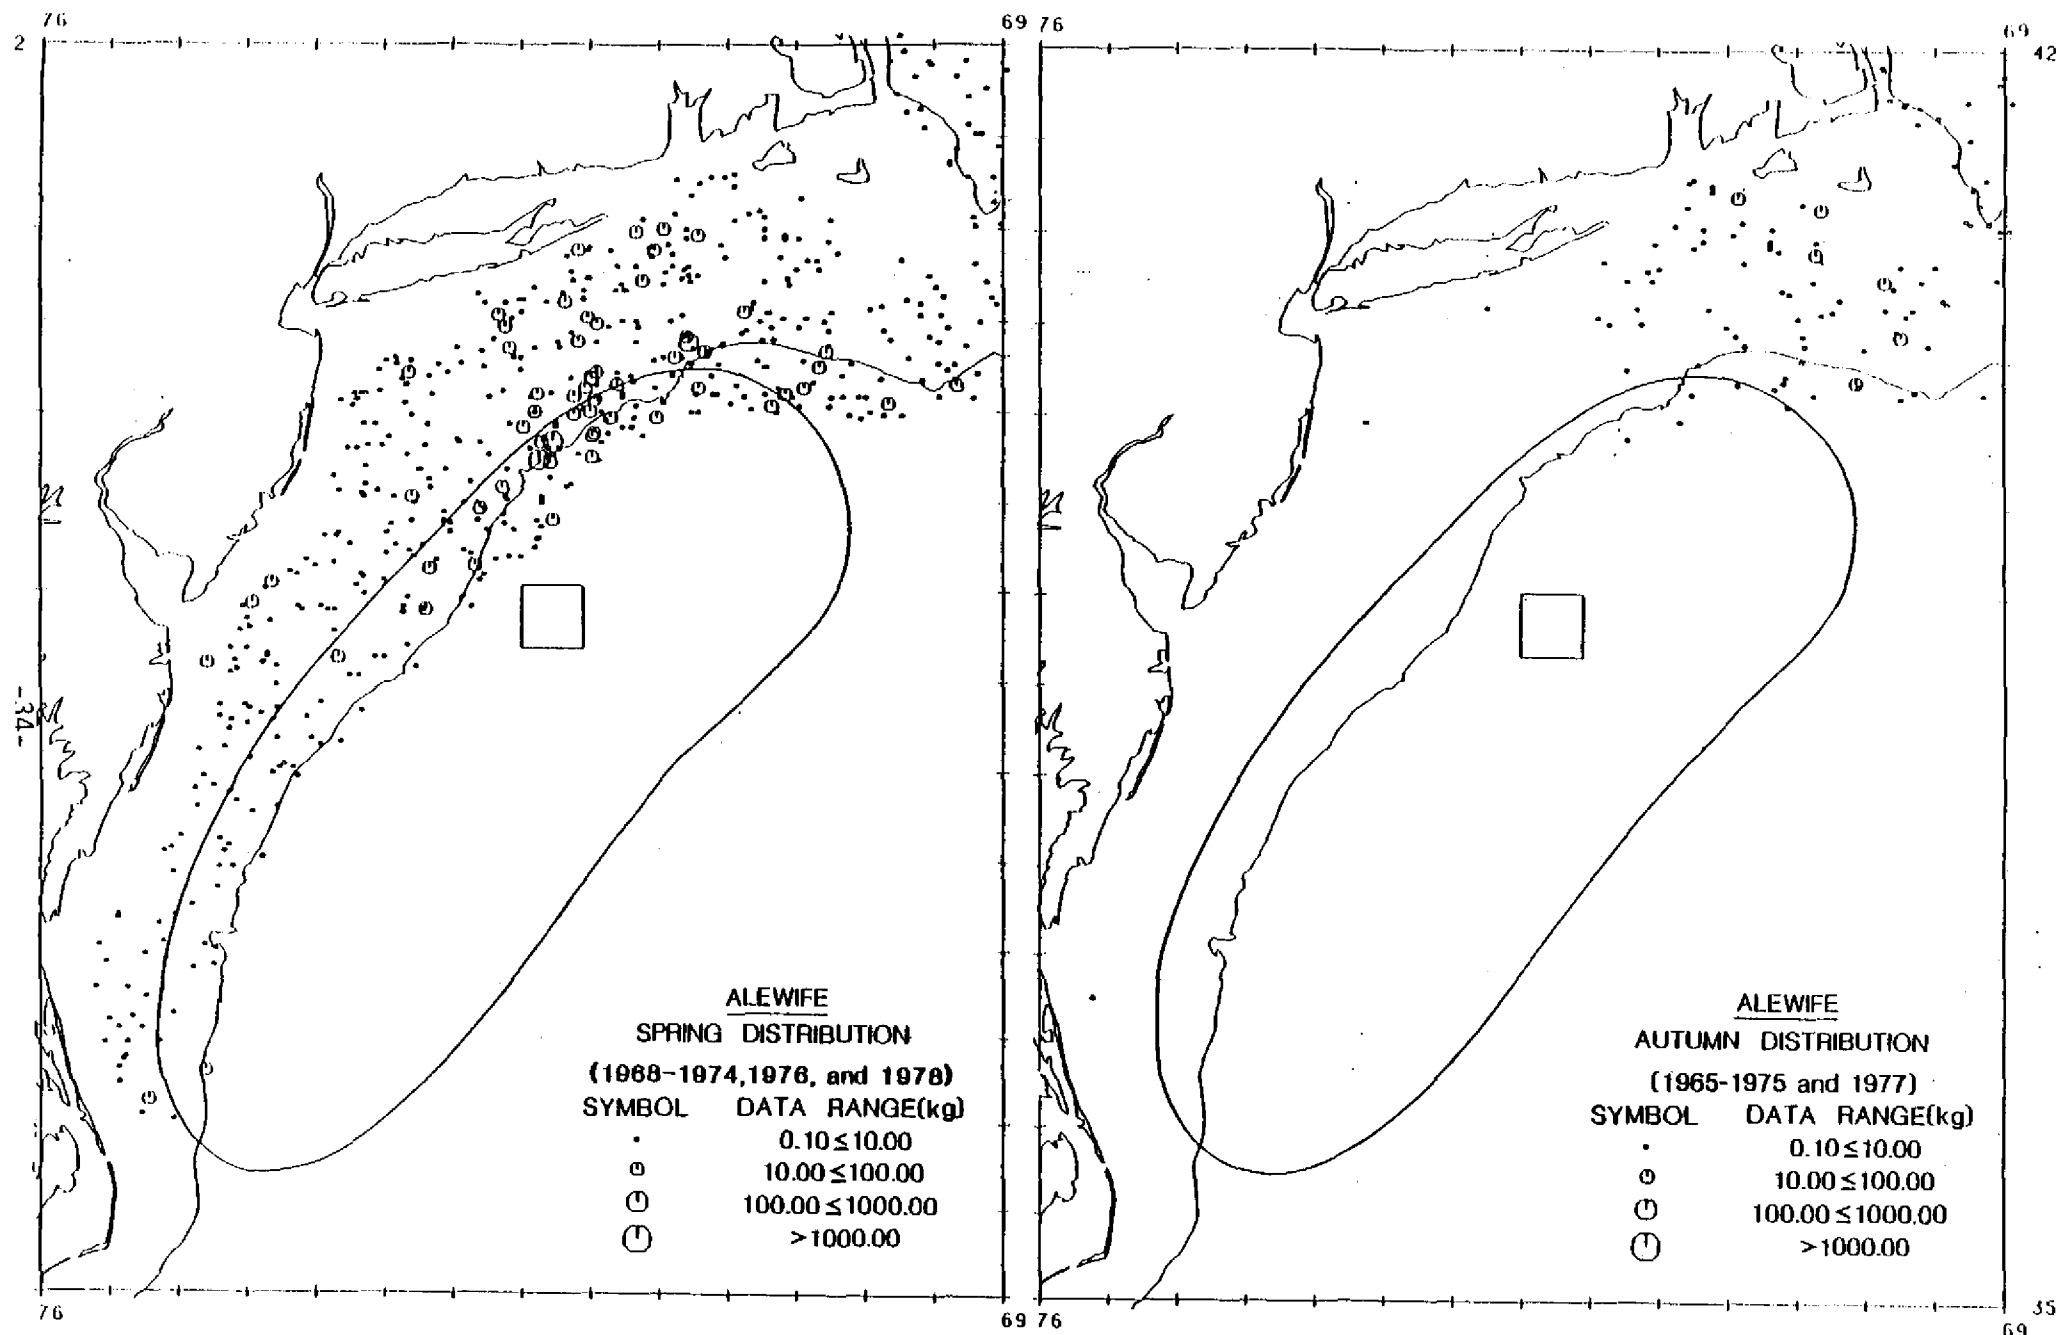 76
69 76
69
2
42
-34-
ALEWIFE
SPRING DISTRIBUTION
(1968-1974,1976, and 1978)
SYMBOL DATA RANGE(kg)
0.10≤10.00
10.00≤100.00
100.00≤1000.00
>1000.00
ALEWIFE
AUTUMN DISTRIBUTION
(1965-1975 and 1977)
SYMBOL DATA RANGE(kg)
0.10≤10.00
10.00≤100.00
100.00≤1000.00
>1000.00
76
69 76
35
69